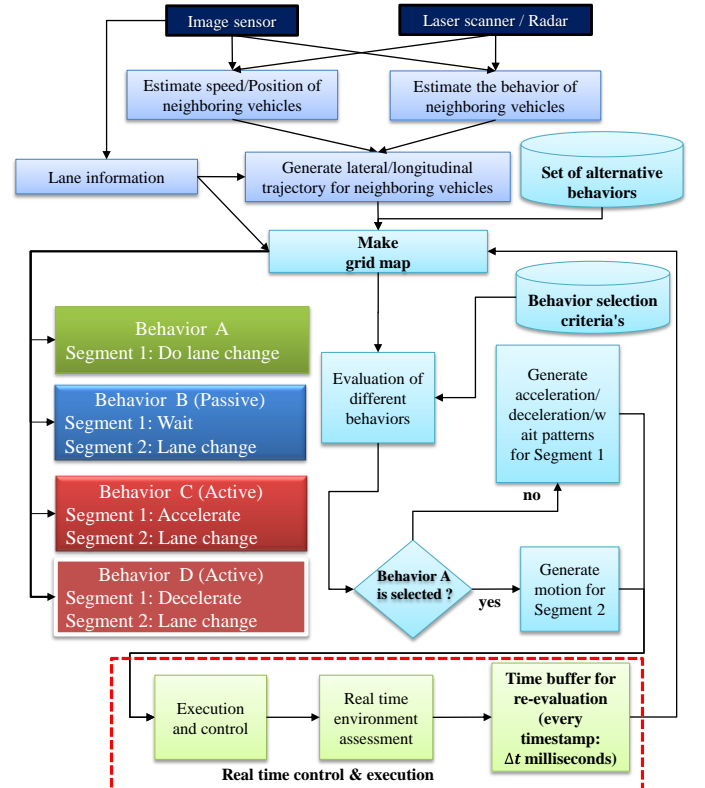 Image sensor
Laser scanner / Radar
Estimate speed/Position of
neighboring vehicles
Estimate the behavior of
neighboring vehicles
Lane information
Generate lateral/longitudinal
trajectory for neighboring vehicles
Set of alternative
behaviors
Make
grid map
Behavior selection
criteria's
Behavior A
Segment 1: Do lane change
Behavior B (Passive)
Segment 1: Wait
Segment 2: Lane change
Behavior C (Active)
Segment 1: Accelerate
Segment 2: Lane change
Behavior D (Active)
Segment 1: Decelerate
Segment 2: Lane change
Evaluation of
different
behaviors
Generate
acceleration/
deceleration/w
ait patterns
for Segment 1
no
Behavior A
is selected ?
yes
Generate
motion for
Segment 2
Execution
and control
Real time
environment
assessment
Time buffer for
re-evaluation
(every
timestamp:
Δt milliseconds)
Real time control & execution